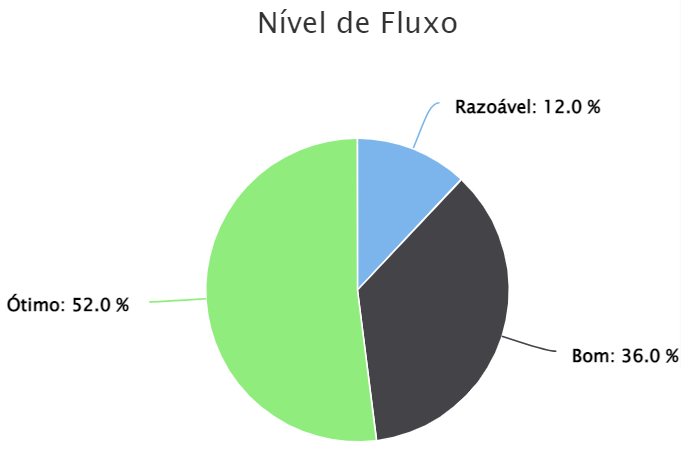 Nível de Fluxo
Razoável: 12.0 %
Ótimo: 52.0 %
Bom: 36.0 %